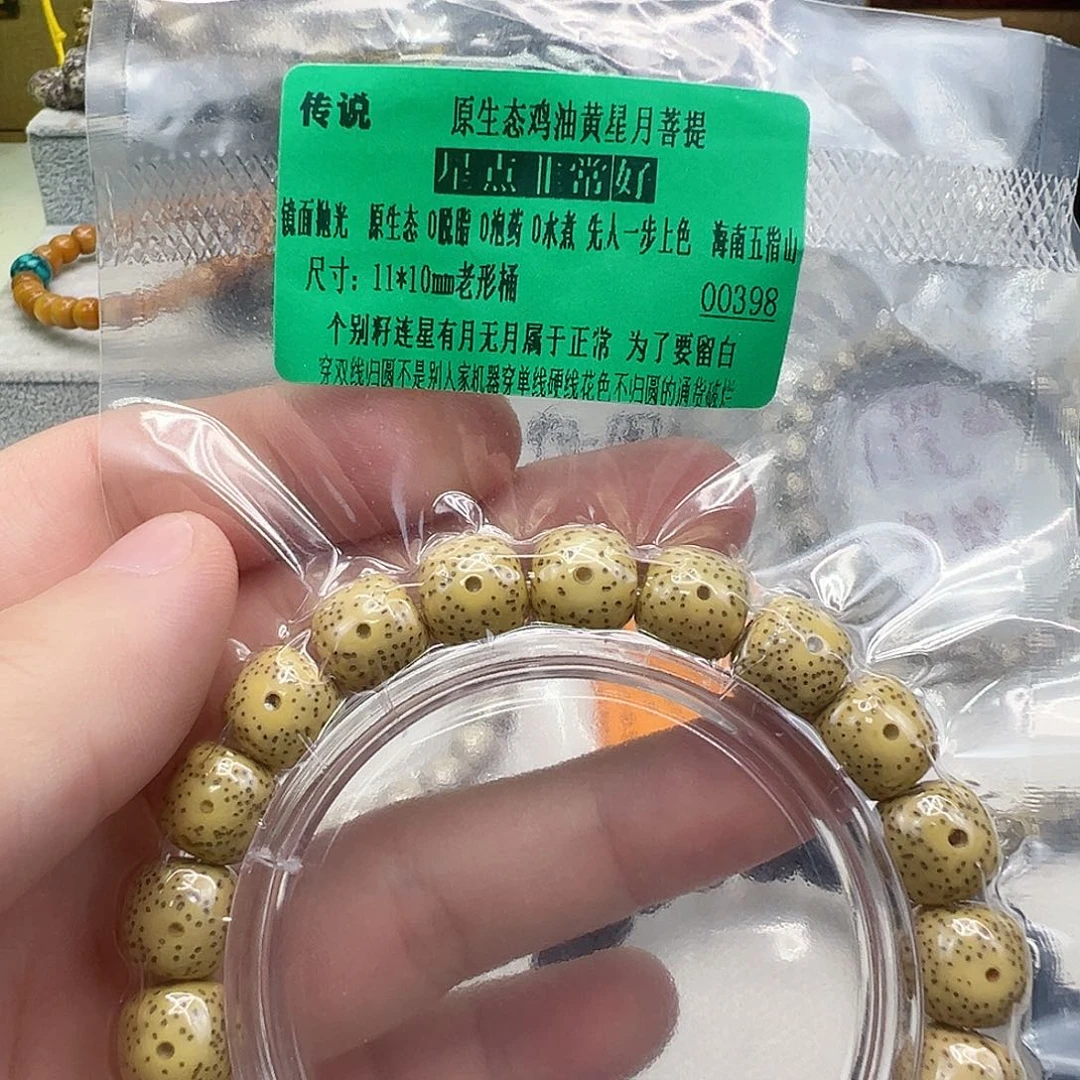 传说 原生态鸡油黄星月菩提
星点非常好
镜面抛光 原生态 0脱脂 0泡药 0水煮 先人一步上色 海南五指山
尺寸：11*10mm老形桶
00398
个别籽连星有月无月属于正常 为了要留白
穿双线归圆不是别人家机器穿单线硬线花色不归圆的通货破烂